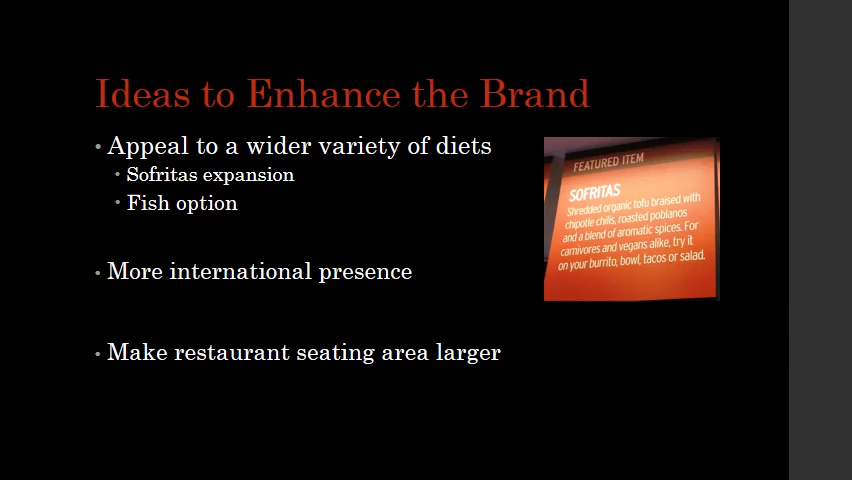 Ideas to Enhance the Brand
Appeal to a wider variety of diets
Sofritas expansion
Fish option
More international presence
Make restaurant seating area larger
FEATURED ITEM
SOFRITAS
Shredded organic tofu braised with
chipotle chilis, roasted poblanos
and a blend of aromatic spices. For
carnivores and vegans alike, try it
on your burrito, bowl, tacos or salad.